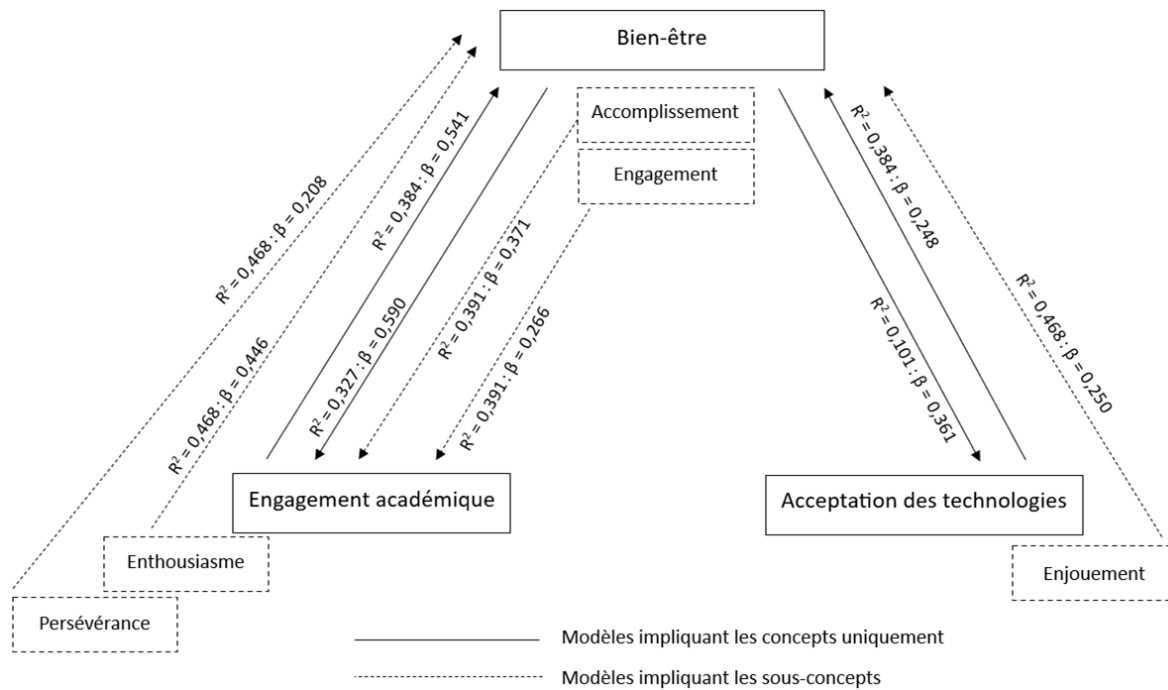 Bien-être
Accomplissement
Engagement
R² = 0,468 : β = 0,208
R² = 0,468 : β = 0,446
R² = 0,384 : β = 0,541
R² = 0,327 : β = 0,590
R² = 0,391 : β = 0,371
R² = 0,391 : β = 0,266
R² = 0,101 : β = 0,361
R² = 0,384 : β = 0,248
R² = 0,468 : β = 0,250
Engagement académique
Acceptation des technologies
Enthousiasme
Persévérance
Enjouement
Modèles impliquant les concepts uniquement
Modèles impliquant les sous-concepts